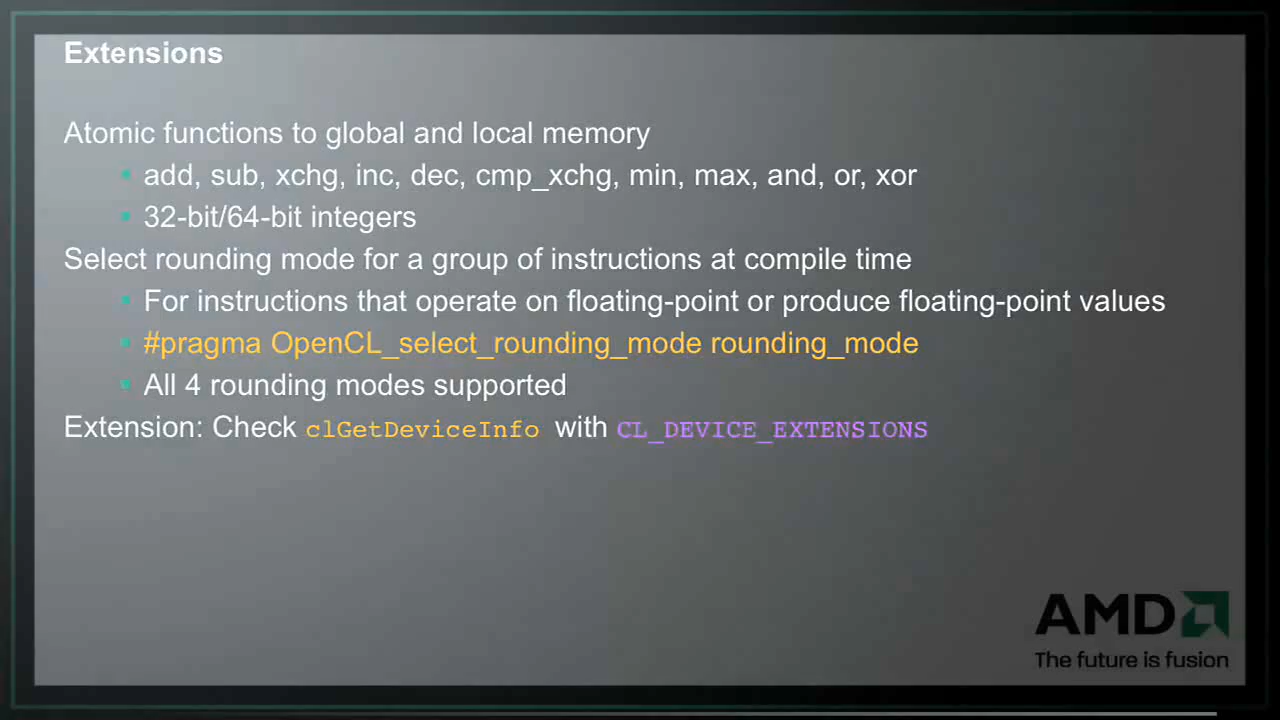 Extensions
Atomic functions to global and local memory
add, sub, xchg, inc, dec, cmp_xchg, min, max, and, or, xor
32-bit/64-bit integers
Select rounding mode for a group of instructions at compile time
For instructions that operate on floating-point or produce floating-point values
#pragma OpenCL_select_rounding_mode rounding_mode
All 4 rounding modes supported
Extension: Check clGetDeviceInfo with CL_DEVICE_EXTENSIONS
AMD
The future is fusion